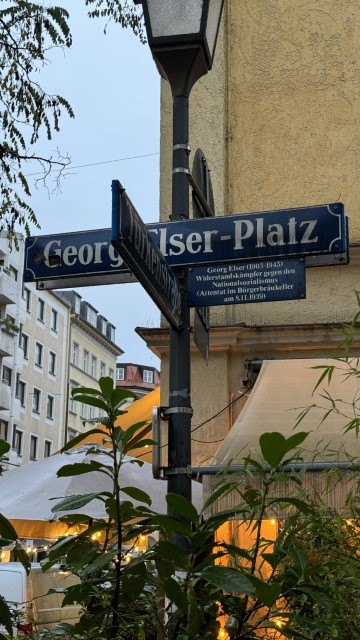 Georg-Elser-Platz
Georg Elser (1903-1945)
Widerstandskämpfer gegen den
Nationalsozialismus
(Attentat im Bürgerbräukeller
am 8.11.1939)